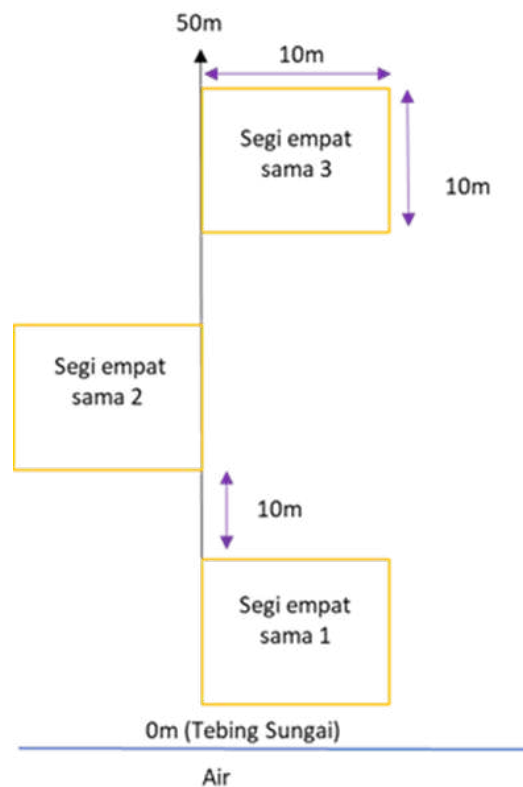 50m
10m
Segi empat
sama 3
10m
Segi empat
sama 2
10m
Segi empat
sama 1
0m (Tebing Sungai)
Air